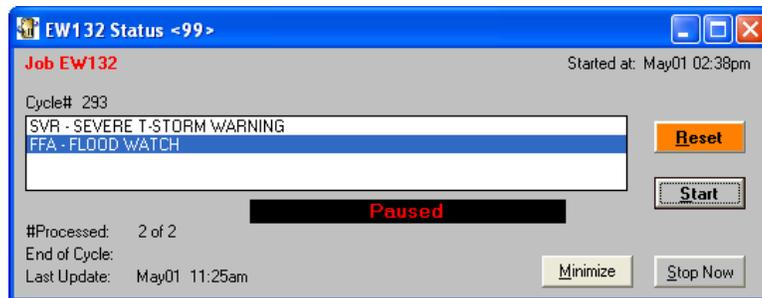 EW132 Status <99>
Job EW132
Started at: May01 02:38pm
Cycle# 293
SVR - SEVERE T-STORM WARNING
FFA - FLOOD WATCH
Reset
Start
Paused
#Processed: 2 of 2
End of Cycle:
Last Update: May01 11:25am
Minimize
Stop Now